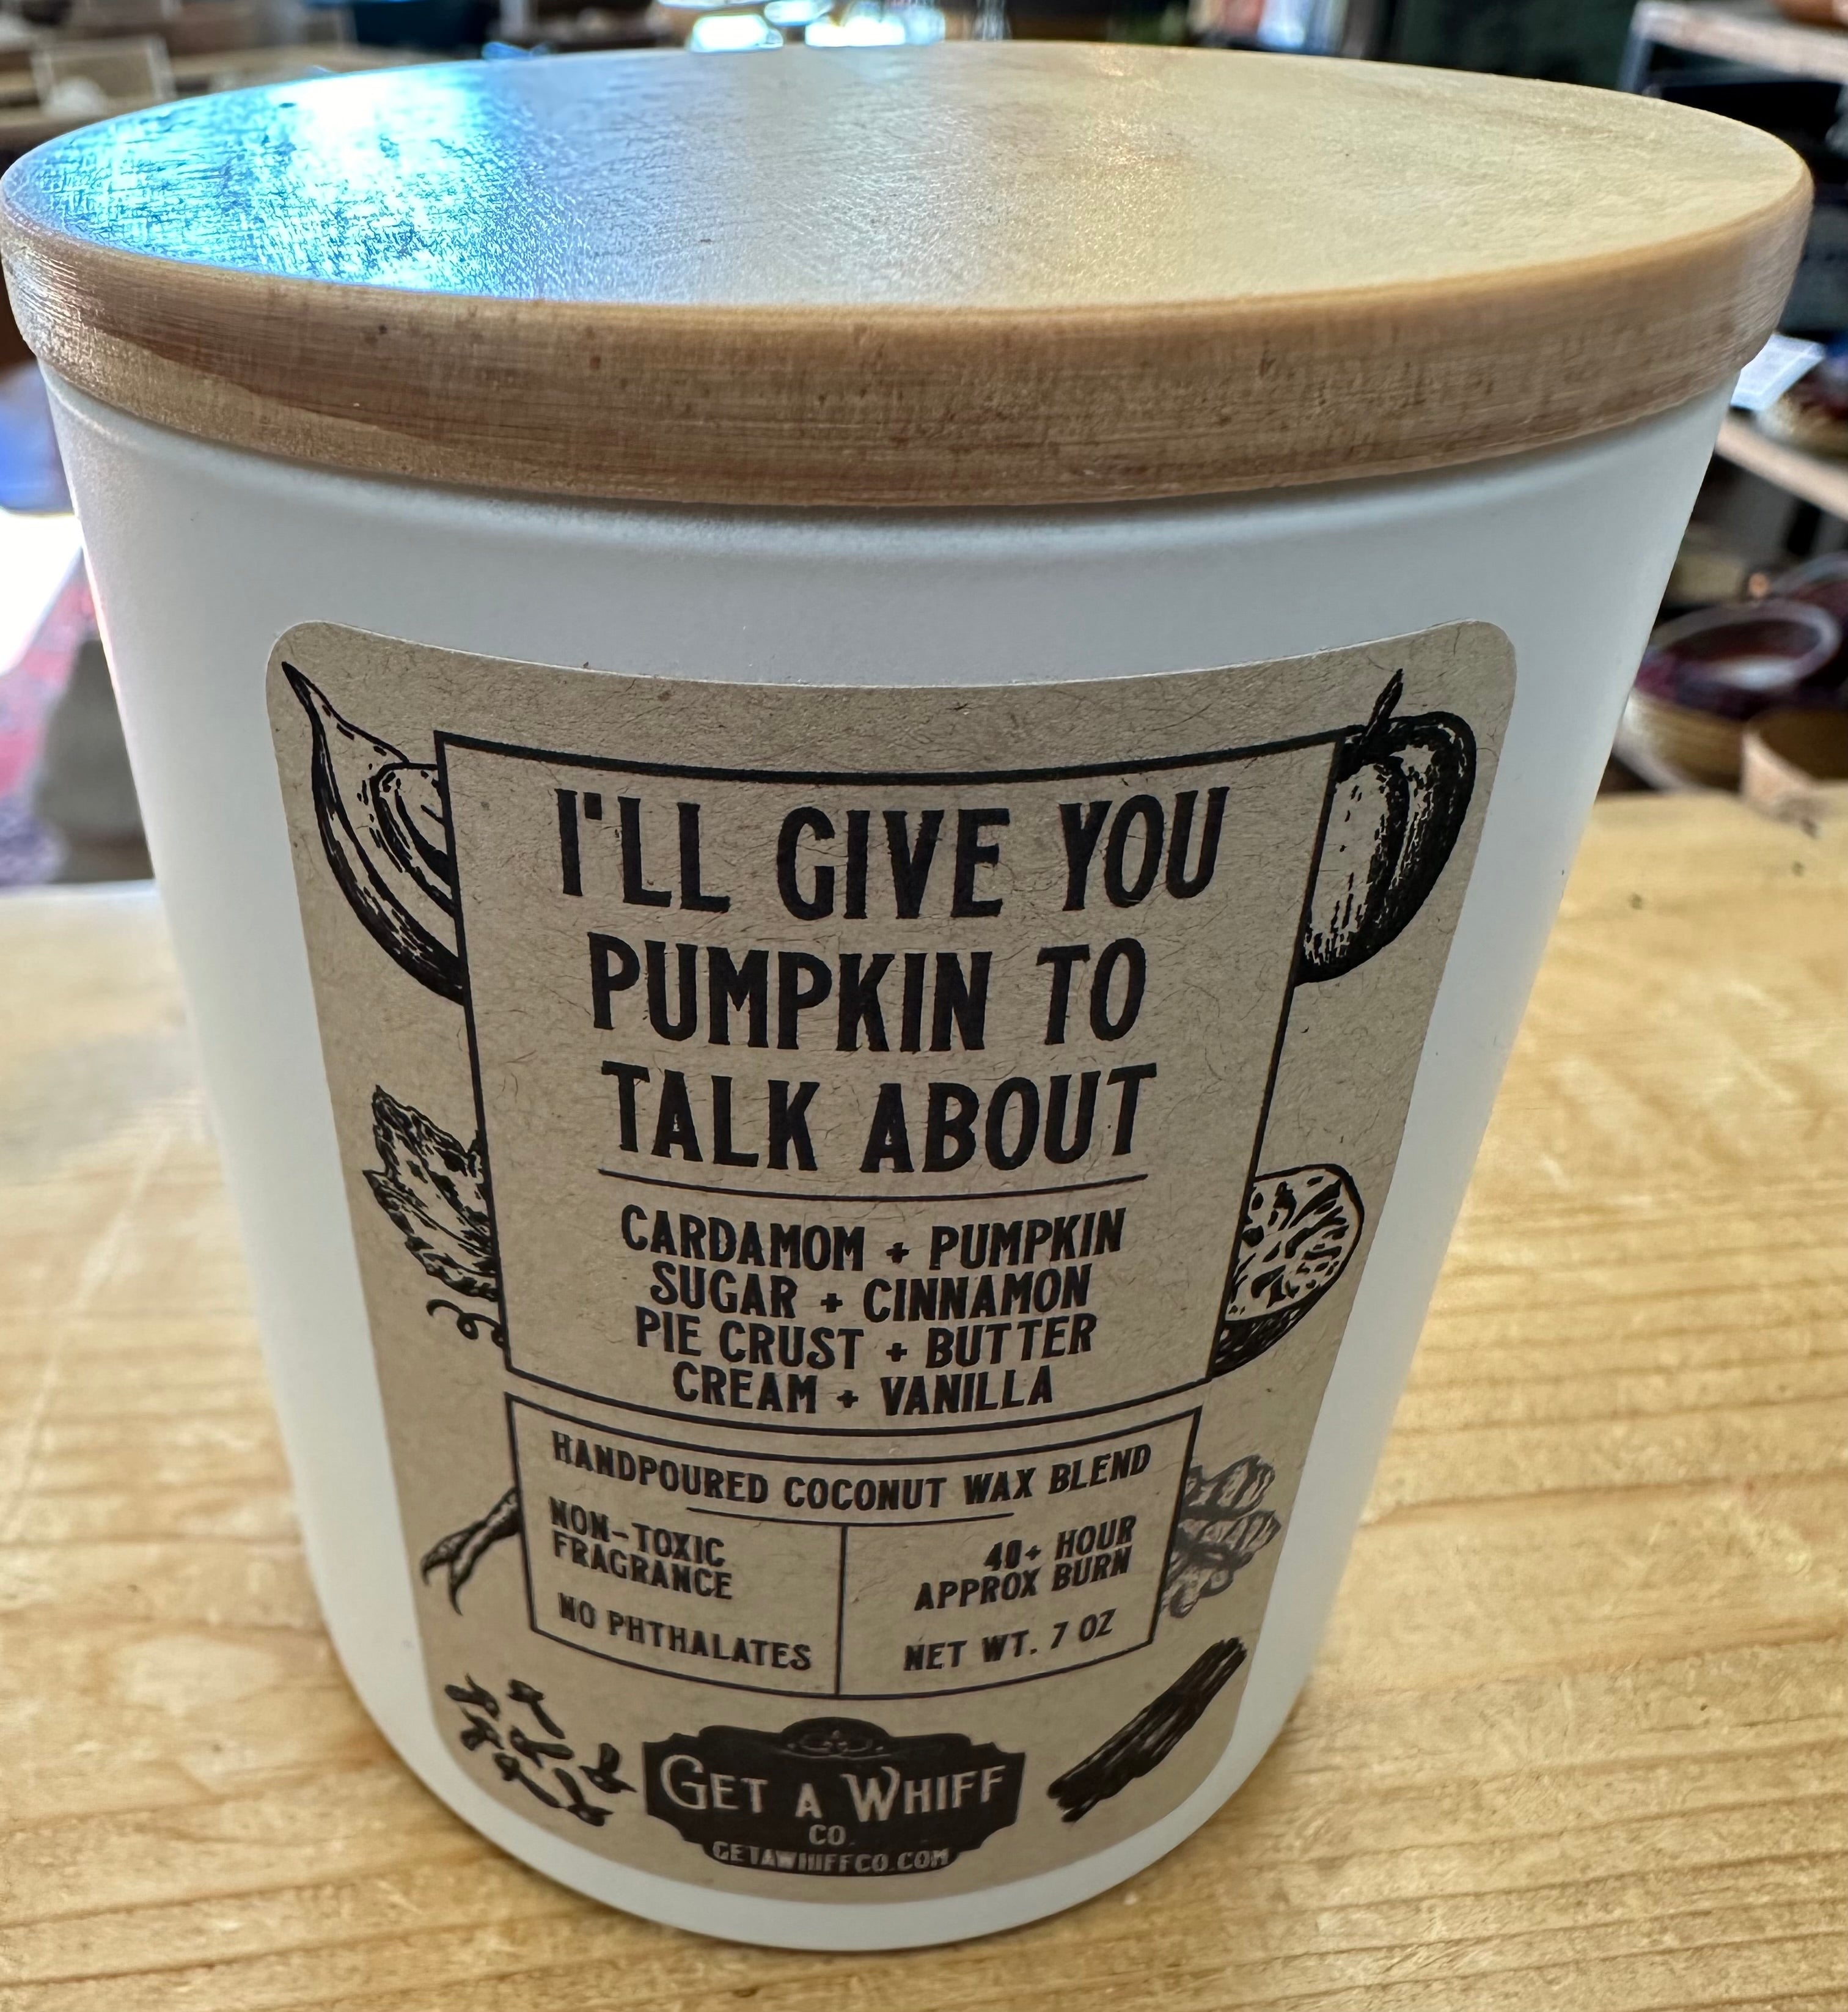 I'LL GIVE YOU
PUMPKIN TO
TALK ABOUT
CARDAMOM + PUMPKIN
SUGAR + CINNAMON
PIE CRUST + BUTTER
CREAM + VANILLA
HANDPOURED COCONUT WAX BLEND
NON-TOXIC
FRAGRANCE
NO PHTHALATES
40+ HOUR
APPROX BURN
NET WT. 7 OZ
GET A WHIFF
CO.
GETAWHIFFCO.COM